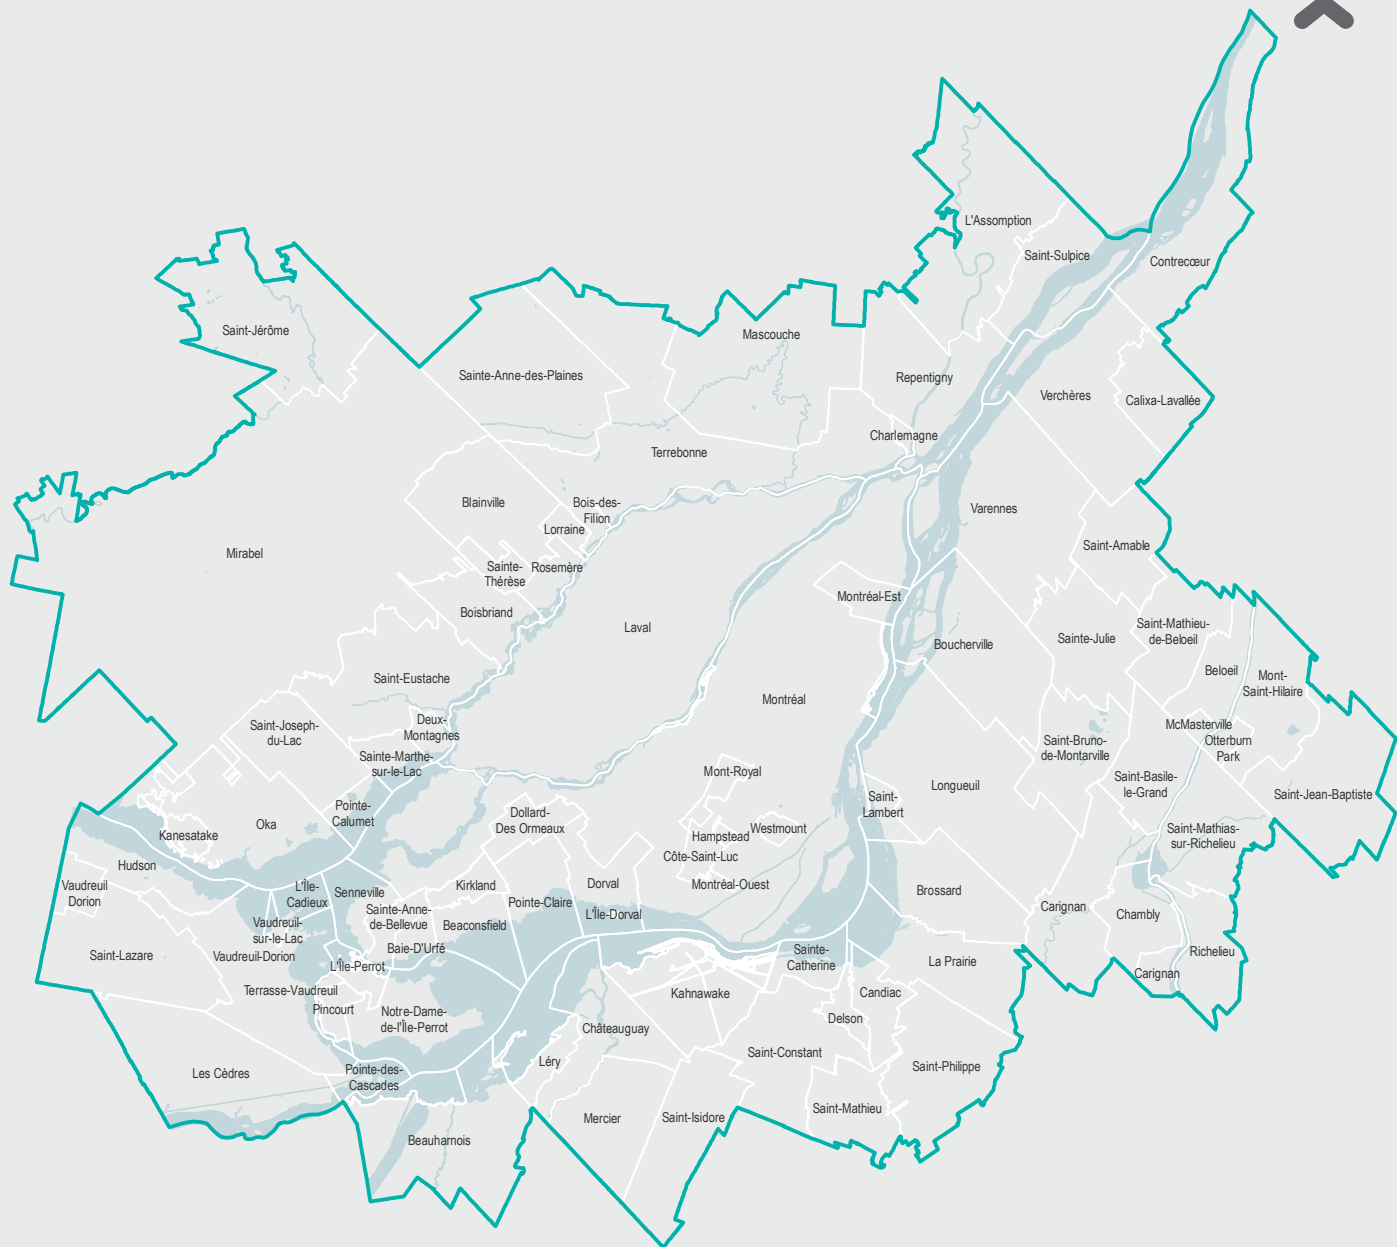 L'Assomption
Saint-Sulpice
Contrecœur
Saint-Jérôme
Mascouche
Sainte-Anne-des-Plaines
Repentigny
Verchères
Calixa-Lavallée
Charlemagne
Terrebonne
Blainville
Bois-des-
Filion
Lorraine
Varennes
Saint-Amable
Mirabel
Sainte-
Thérèse
Rosemère
Montréal-Est
Boisbriand
Laval
Boucherville
Sainte-Julie
Saint-Mathieu-
de-Beloeil
Beloeil
Mont-
Saint-Hilaire
Saint-Eustache
Montréal
Saint-Joseph-
du-Lac
Deux-
Montagnes
McMasterville
Otterburn
Park
Saint-Bruno-
de-Montarville
Sainte-Marthe-
sur-le-Lac
Mont-Royal
Longueuil
Saint-Basile-
le-Grand
Saint-Jean-Baptiste
Saint-
Lambert
Pointe-
Calumet
Dollard-
Des Ormeaux
Oka
Kanesatake
Hampstead
Westmount
Saint-Mathias-
sur-Richelieu
Côte-Saint-Luc
Hudson
Montréal-Ouest
Vaudreuil
Dorion
L'Île-
Cadieux
Senneville
Kirkland
Dorval
Brossard
Pointe-Claire
Carignan
Chambly
L'Île-Dorval
Sainte-Anne-
de-Bellevue
Beaconsfield
Vaudreuil-
sur-le-Lac
Baie-D'Urfé
Saint-Lazare
Vaudreuil-Dorion
L'Île-Perrot
Sainte-
Catherine
La Prairie
Richelieu
Carignan
Terrasse-Vaudreuil
Kahnawake
Candiac
Pincourt
Notre-Dame-
de-l'Île-Perrot
Delson
Châteauguay
Saint-Constant
Léry
Saint-Philippe
Les Cèdres
Pointe-des-
Cascades
Saint-Mathieu
Mercier
Saint-Isidore
Beauharnois